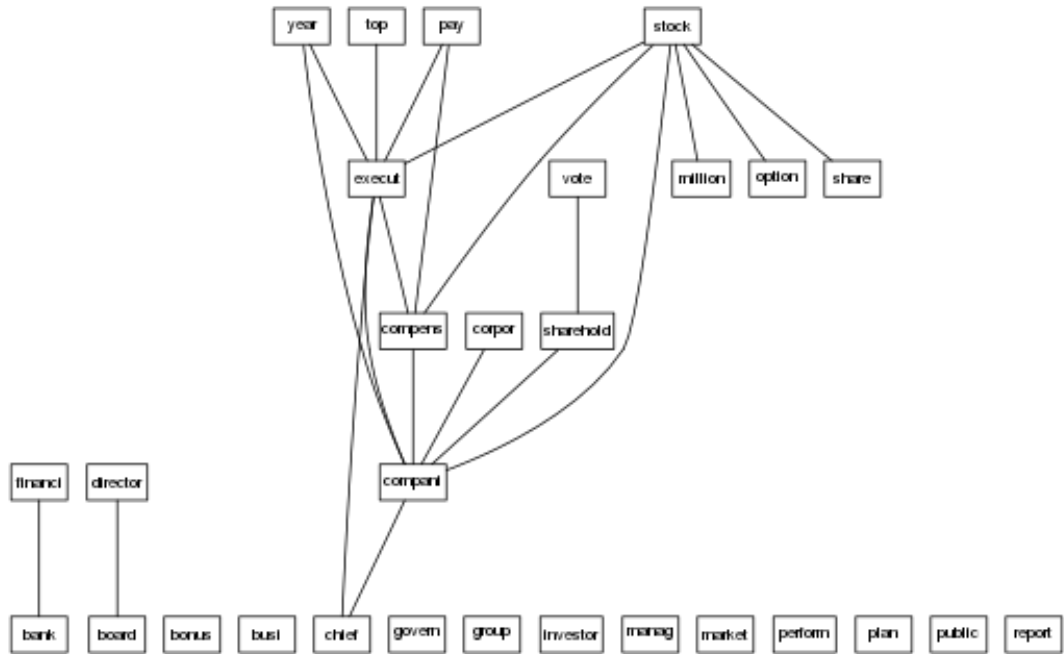 year top pay stock
execut vote million option share
compens corpor sharehold
compani
financi director
bank board bonus busi chief govern group investor manag market perform plan public report